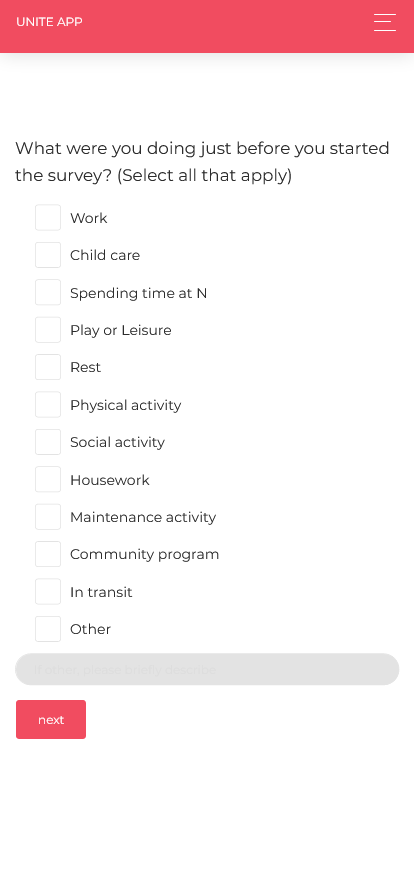 UNITE APP
What were you doing just before you started
the survey? (Select all that apply)
Work
Child care
Spending time at N
Play or Leisure
Rest
Physical activity
Social activity
Housework
Maintenance activity
Community program
In transit
Other
If other, please briefly describe
next